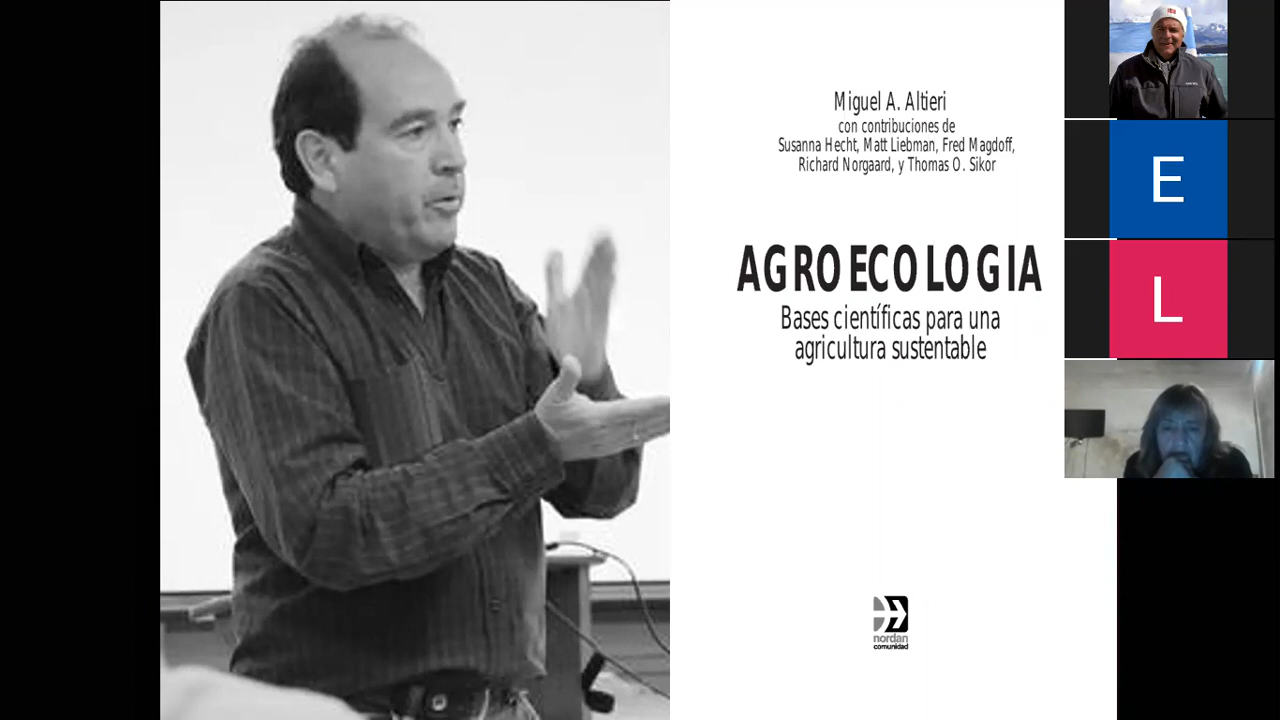 Miguel A. Altieri
con contribuciones de
Susanna Hecht, Matt Liebman, Fred Magdoff,
Richard Norgaard, y Thomas O. Sikor
AGROECOLOGIA
Bases científicas para una
agricultura sustentable
nordan
comunidad
E
L